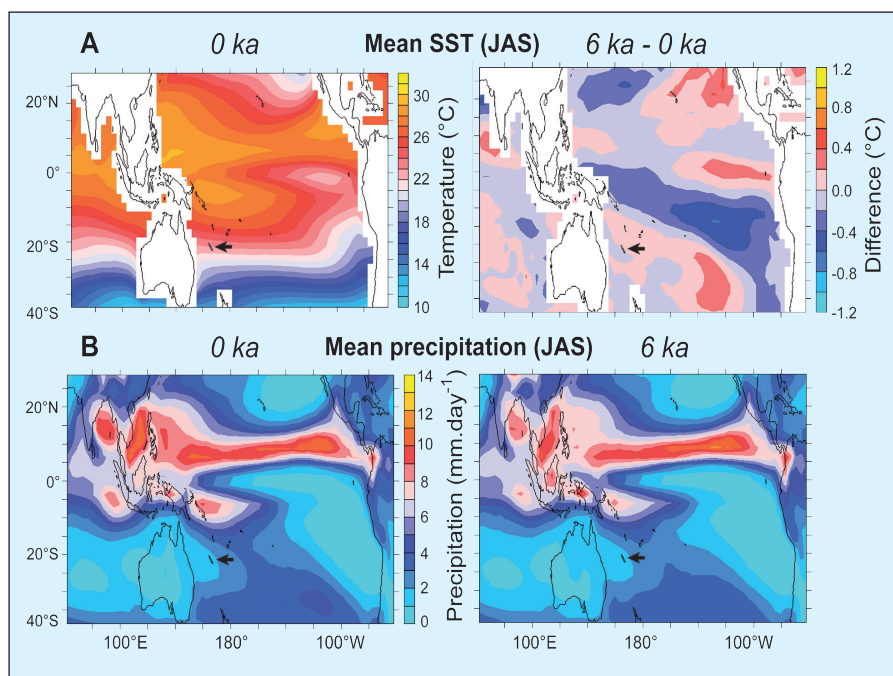 A 0 ka Mean SST (JAS) 6 ka - 0 ka
20°N
0°
20°S
40°S
30
26
22
18
14
10
Temperature (°C)
1.2
0.8
0.4
0.0
-0.4
-0.8
-1.2
Difference (°C)
B 0 ka Mean precipitation (JAS) 6 ka
20°N
0°
20°S
40°S
14
12
10
8
6
4
2
0
Precipitation (mm.day⁻¹)
100°E 180° 100°W
100°E 180° 100°W